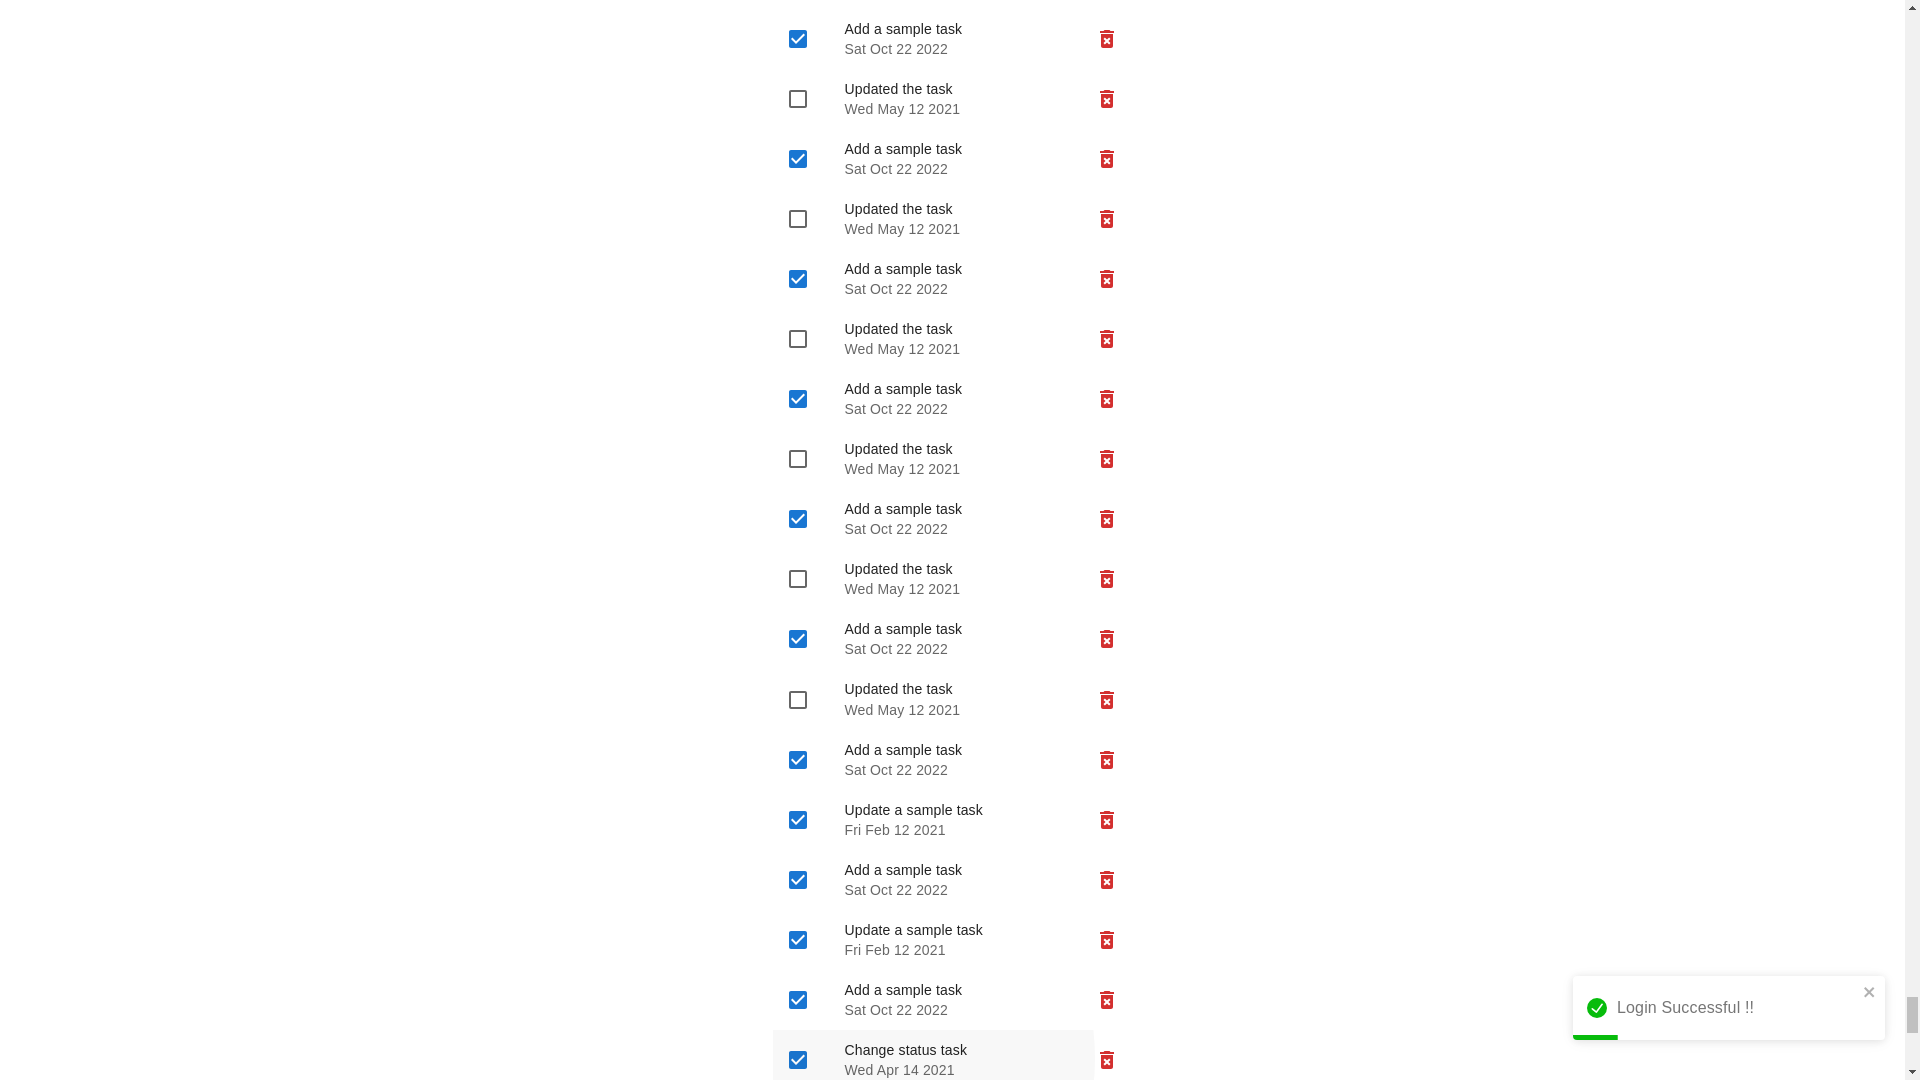 Add a sample task
Sat Oct 22 2022
Updated the task
Wed May 12 2021
Add a sample task
Sat Oct 22 2022
Updated the task
Wed May 12 2021
Add a sample task
Sat Oct 22 2022
Updated the task
Wed May 12 2021
Add a sample task
Sat Oct 22 2022
Updated the task
Wed May 12 2021
Add a sample task
Sat Oct 22 2022
Updated the task
Wed May 12 2021
Add a sample task
Sat Oct 22 2022
Updated the task
Wed May 12 2021
Add a sample task
Sat Oct 22 2022
Update a sample task
Fri Feb 12 2021
Add a sample task
Sat Oct 22 2022
Update a sample task
Fri Feb 12 2021
Add a sample task
Sat Oct 22 2022
Change status task
Wed Apr 14 2021
Login Successful !!